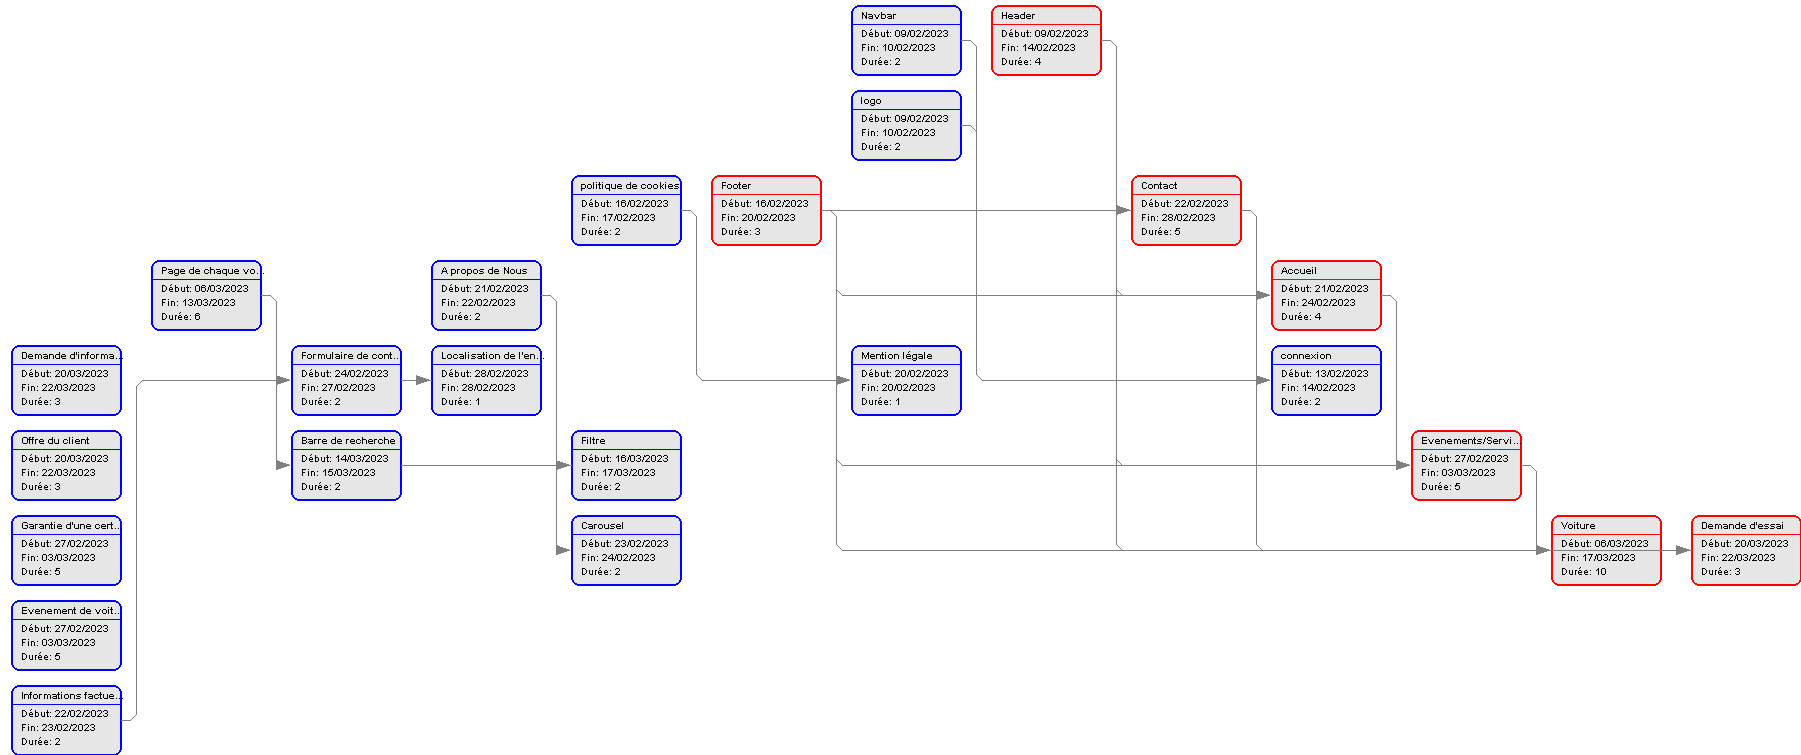 Navbar
Début: 09/02/2023
Fin: 10/02/2023
Durée: 2
Header
Début: 09/02/2023
Fin: 14/02/2023
Durée: 4
logo
Début: 09/02/2023
Fin: 10/02/2023
Durée: 2
politique de cookies
Début: 16/02/2023
Fin: 17/02/2023
Durée: 2
Footer
Début: 16/02/2023
Fin: 20/02/2023
Durée: 3
Contact
Début: 22/02/2023
Fin: 28/02/2023
Durée: 5
Page de chaque vo...
Début: 06/03/2023
Fin: 13/03/2023
Durée: 6
A propos de Nous
Début: 21/02/2023
Fin: 22/02/2023
Durée: 2
Accueil
Début: 21/02/2023
Fin: 24/02/2023
Durée: 4
Demande d'informa...
Début: 20/03/2023
Fin: 22/03/2023
Durée: 3
Formulaire de cont...
Début: 24/02/2023
Fin: 27/02/2023
Durée: 2
Localisation de l'en...
Début: 28/02/2023
Fin: 28/02/2023
Durée: 1
Mention légale
Début: 20/02/2023
Fin: 20/02/2023
Durée: 1
connexion
Début: 13/02/2023
Fin: 14/02/2023
Durée: 2
Offre du client
Début: 20/03/2023
Fin: 22/03/2023
Durée: 3
Barre de recherche
Début: 14/03/2023
Fin: 15/03/2023
Durée: 2
Filtre
Début: 16/03/2023
Fin: 17/03/2023
Durée: 2
Evenements/Servi...
Début: 27/02/2023
Fin: 03/03/2023
Durée: 5
Garantie d'une cert...
Début: 27/02/2023
Fin: 03/03/2023
Durée: 5
Carousel
Début: 23/02/2023
Fin: 24/02/2023
Durée: 2
Voiture
Début: 06/03/2023
Fin: 17/03/2023
Durée: 10
Demande d'essai
Début: 20/03/2023
Fin: 22/03/2023
Durée: 3
Evenement de voit...
Début: 27/02/2023
Fin: 03/03/2023
Durée: 5
Informations factue...
Début: 22/02/2023
Fin: 23/02/2023
Durée: 2